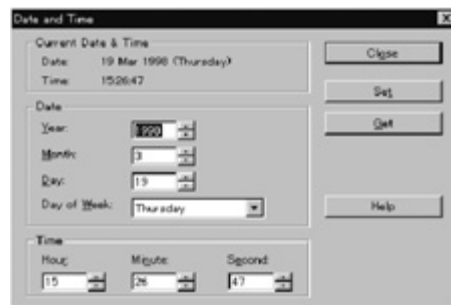 Date and Time
Current Date & Time
Date: 19 Mar 1998 (Thursday)
Time: 15:26:47
Close
Set
Get
Date
Year: 1998
Month: 3
Day: 19
Day of Week: Thursday
Help
Time
Hour: Minute: Second:
15 26 47